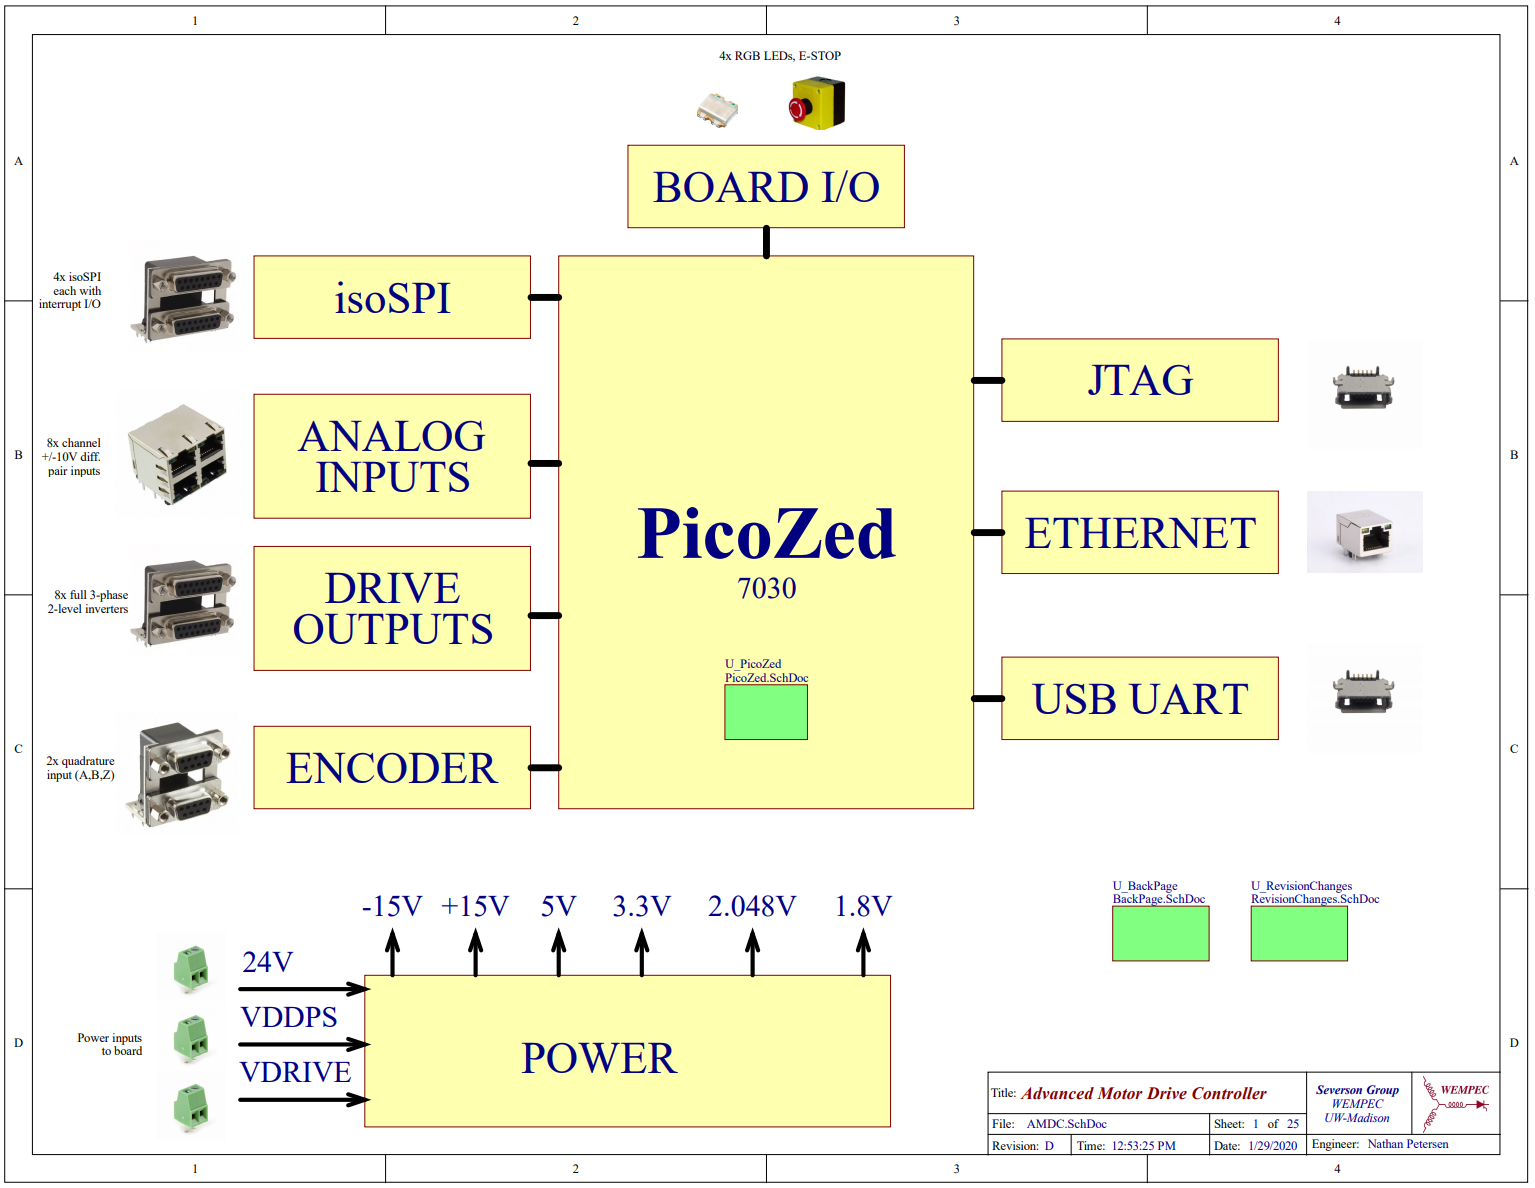 1 2 3 4
4x RGB LEDs, E-STOP
A A
BOARD I/O
4x isoSPI
each with
interrupt I/O
isoSPI
JTAG
8x channel
+/-10V diff.
pair inputs
ANALOG
INPUTS
B B
PicoZed
7030
ETHERNET
8x full 3-phase
2-level inverters
DRIVE
OUTPUTS
U_PicoZed
PicoZed.SchDoc
USB UART
2x quadrature
input (A,B,Z)
ENCODER
C C
-15V +15V 5V 3.3V 2.048V 1.8V
U_BackPage
BackPage.SchDoc
U_RevisionChanges
RevisionChanges.SchDoc
24V
VDDPS
VDRIVE
Power inputs
to board
POWER
D D
Title: Advanced Motor Drive Controller
Severson Group
WEMPEC
UW-Madison
WEMPEC
File: AMDC.SchDoc
Sheet: 1 of 25
Revision: D
Time: 12:53:25 PM
Date: 1/29/2020
Engineer: Nathan Petersen
1 2 3 4